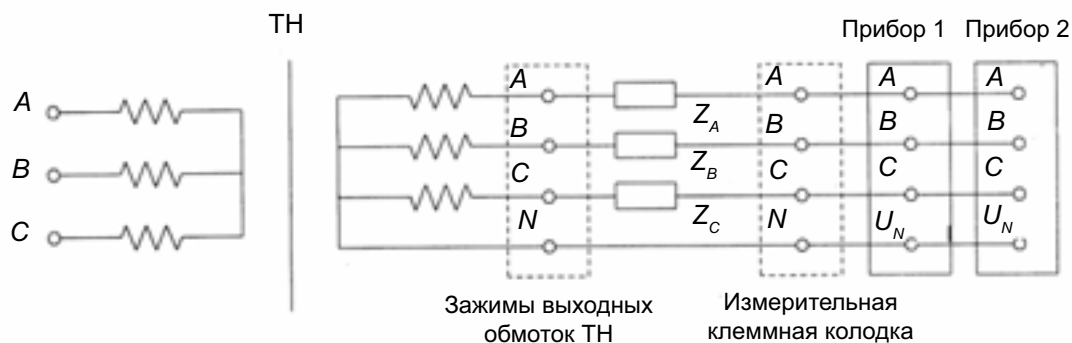 ТН
Прибор 1 Прибор 2
A
B
C
A
B
C
N
Z_A
Z_B
Z_C
A
B
C
N
A
B
C
U_N
A
B
C
U_N
Зажимы выходных
обмоток ТН
Измерительная
клеммная колодка